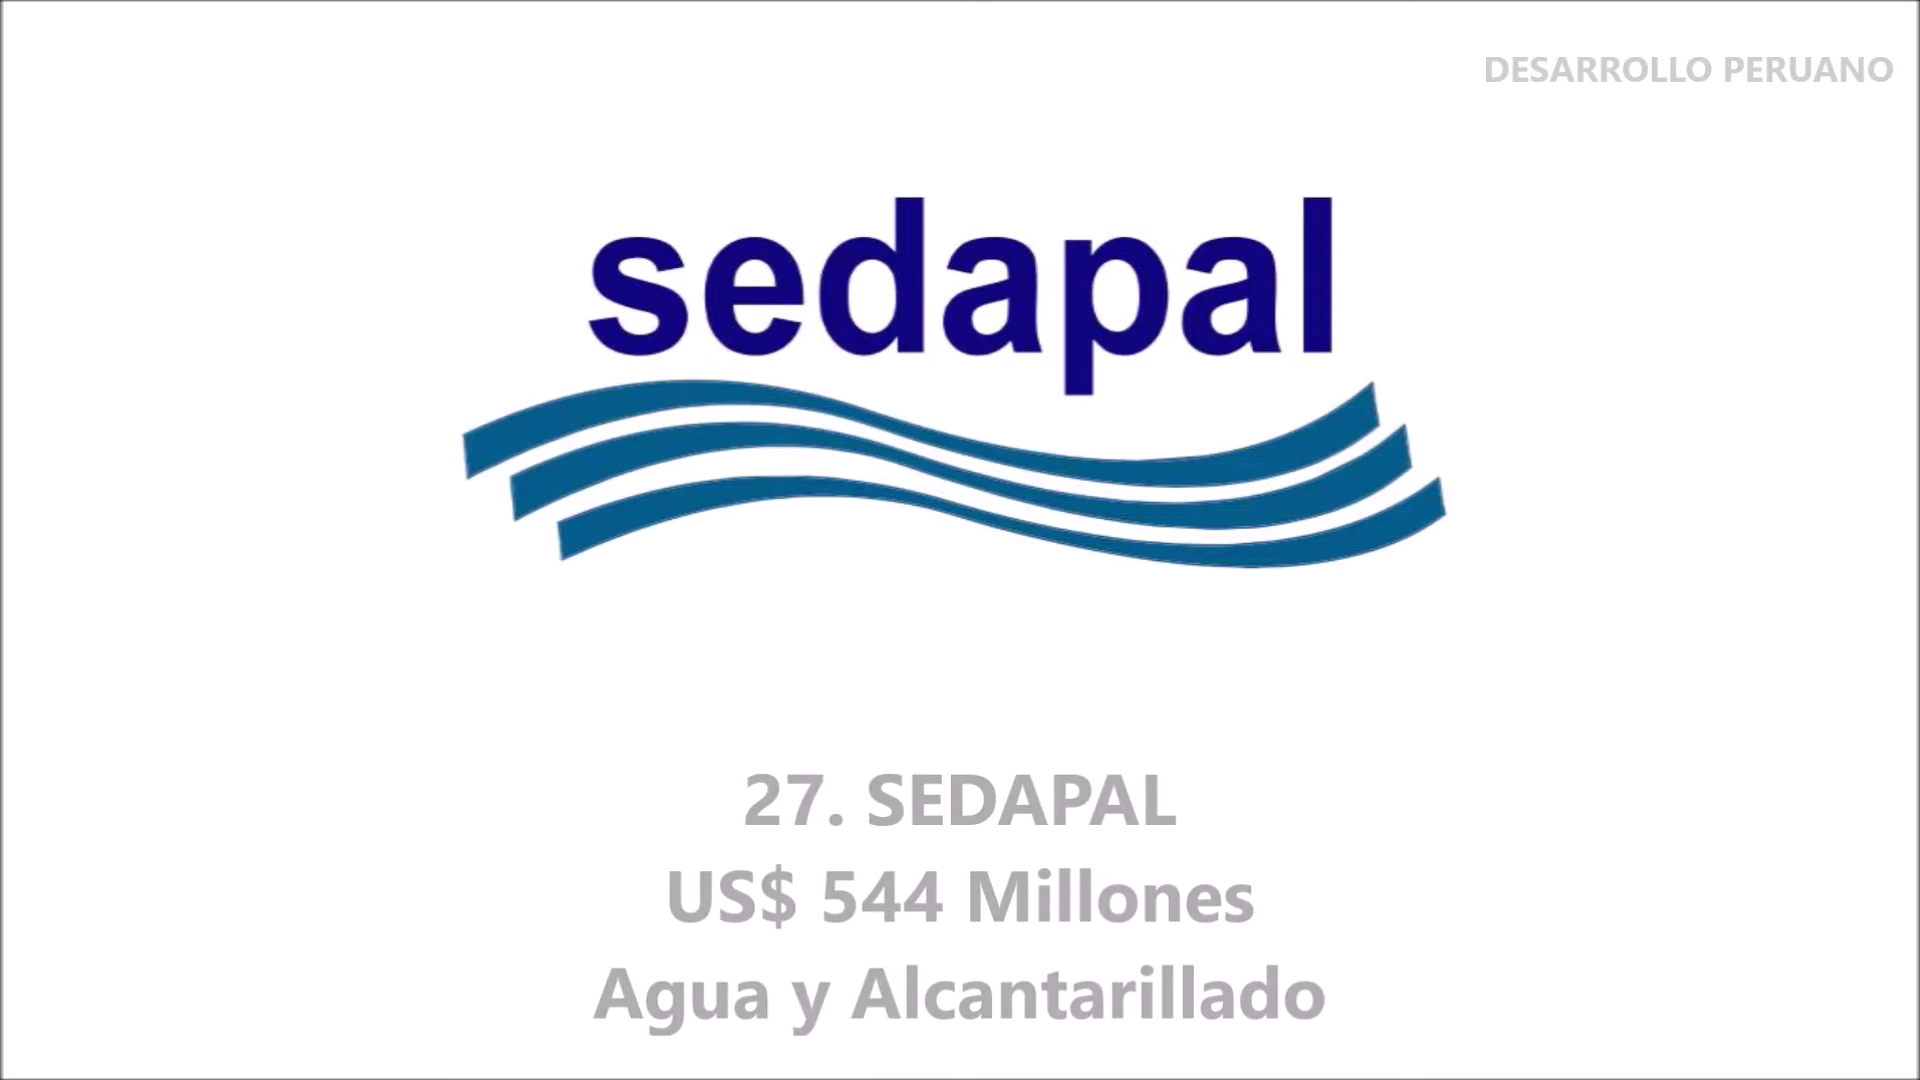 DESARROLLO PERUANO
sedapal
27. SEDAPAL
US$ 544 Millones
Agua y Alcantarillado